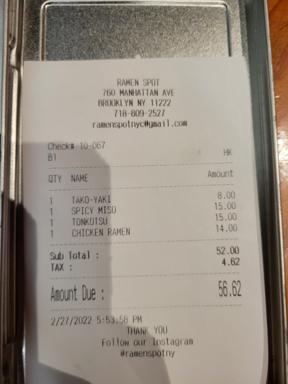 RAMEN SPOT
760 MANHATTAN AVE
BROOKLYN NY 11222
718-609-2527
ramenspotnyc@gmail.com
Check# 10-067
B1 HK
QTY NAME Amount
1 TAKO-YAKI 8.00
1 SPICY MISO 15.00
1 TONKOTSU 15.00
1 CHICKEN RAMEN 14.00
Sub Total : 52.00
TAX : 4.62
Amount Due : 56.62
2/27/2022 5:53:58 PM
THANK YOU
Follow our Instagram
#ramenspotny